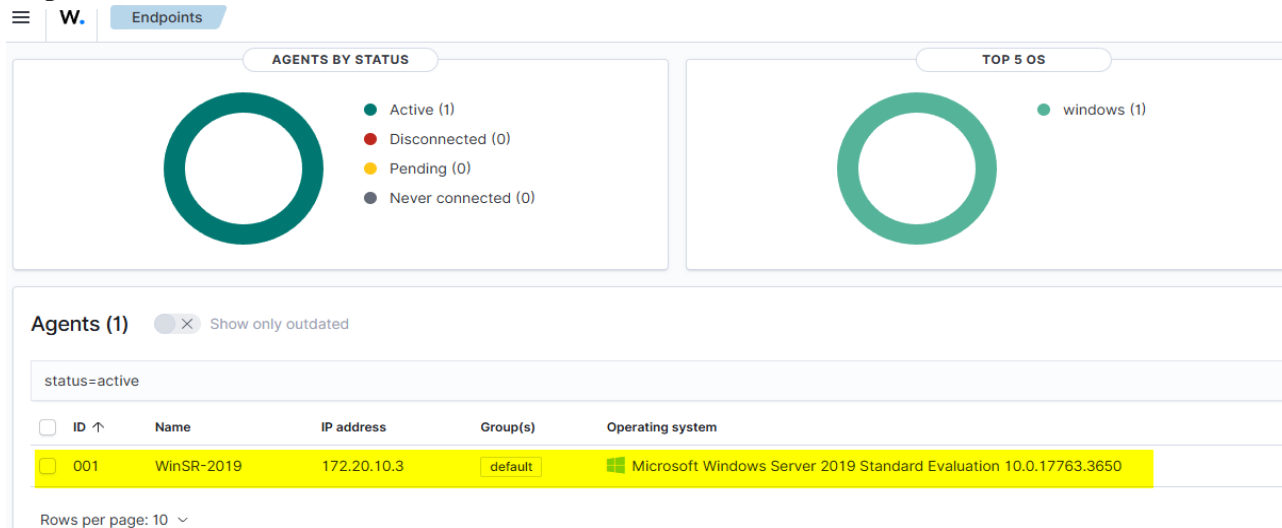 W. Endpoints
AGENTS BY STATUS
Active (1)
Disconnected (0)
Pending (0)
Never connected (0)
TOP 5 OS
windows (1)
Agents (1) Show only outdated
status=active
ID ↑ Name IP address Group(s) Operating system
001 WinSR-2019 172.20.10.3 default Microsoft Windows Server 2019 Standard Evaluation 10.0.17763.3650
Rows per page: 10